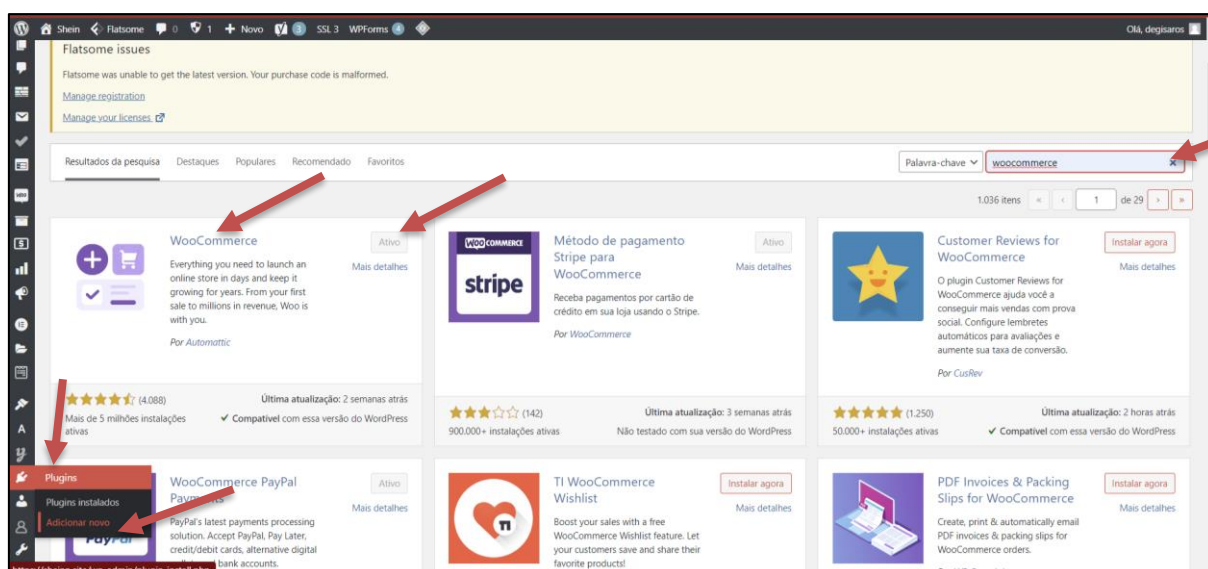 Shein Flatsome 0 1 + Novo 3 SSL 3 WPForms 4 Olá, degisaros
Flatsome issues
Flatsome was unable to get the latest version. Your purchase code is malformed.
Manage registration
Manage your licenses
Resultados da pesquisa Destaques Populares Recomendado Favoritos Palavra-chave woocommerce
1.036 itens « ‹ 1 de 29 › »
WooCommerce
Ativo
Mais detalhes
Everything you need to launch an
online store in days and keep it
growing for years. From your first
sale to millions in revenue, Woo is
with you.
Por Automattic
(4.088)
Mais de 5 milhões instalações
ativas
Última atualização: 2 semanas atrás
✔ Compatível com essa versão do WordPress
WOO COMMERCE
stripe
Método de pagamento
Stripe para
WooCommerce
Ativo
Mais detalhes
Receba pagamentos por cartão de
crédito em sua loja usando o Stripe.
Por WooCommerce
(142)
900.000+ instalações ativas
Última atualização: 3 semanas atrás
Não testado com sua versão do WordPress
Customer Reviews for
WooCommerce
Instalar agora
Mais detalhes
O plugin Customer Reviews for
WooCommerce ajuda você a
conseguir mais vendas com prova
social. Configure lembretes
automáticos para avaliações e
aumente sua taxa de conversão.
Por CusRev
(1.250)
50.000+ instalações ativas
Última atualização: 2 horas atrás
✔ Compatível com essa versão do WordPress
Plugins
Plugins instalados
Adicionar novo
PayPal
WooCommerce PayPal
Payments
Ativo
Mais detalhes
PayPal's latest payments processing
solution. Accept PayPal, Pay Later,
credit/debit cards, alternative digital
bank accounts.
TI
TI WooCommerce
Wishlist
Instalar agora
Mais detalhes
Boost your sales with a free
WooCommerce Wishlist feature. Let
your customers save and share their
favorite products!
PDF Invoices & Packing
Slips for WooCommerce
Instalar agora
Mais detalhes
Create, print & automatically email
PDF invoices & packing slips for
WooCommerce orders.